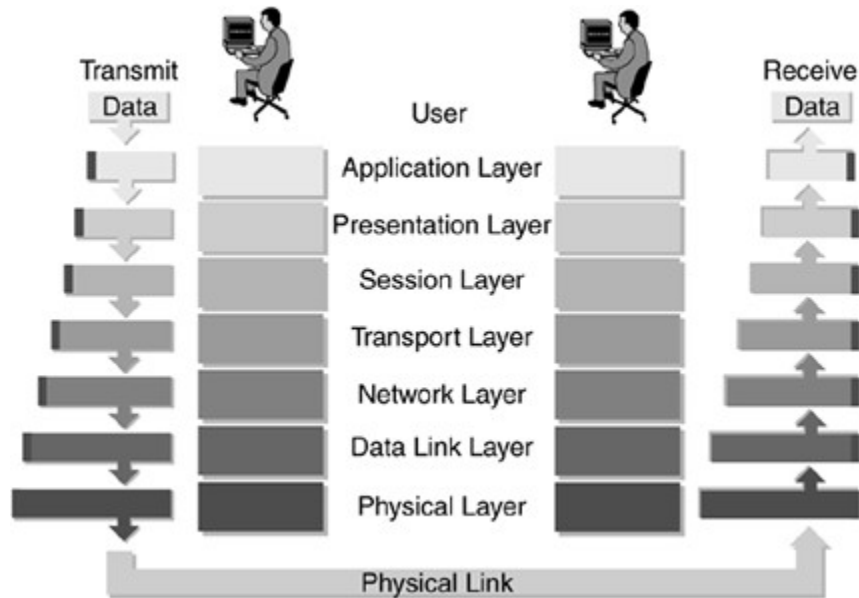 Transmit
Receive
Data
User
Data
Application Layer
Presentation Layer
Session Layer
Transport Layer
Network Layer
Data Link Layer
Physical Layer
Physical Link